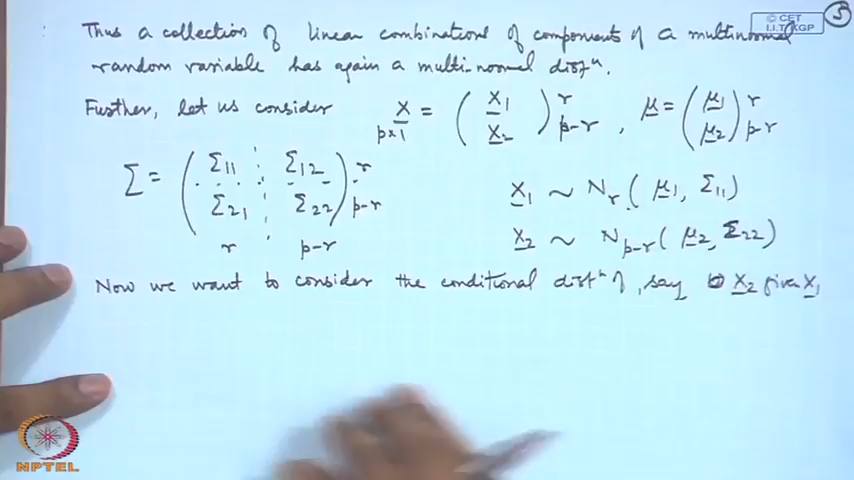 © CET
I.I.T. KGP
5
Thus a collection of linear combinations of components of a multinormal
random variable has again a multi-normal distⁿ.
Further, let us consider X p×1 = ( X1 X2 ) r p-r , μ = ( μ1 μ2 ) r p-r
Σ = ( Σ11 Σ12 Σ21 Σ22 ) r p-r
r p-r
X1 ~ Nr ( μ1, Σ11)
X2 ~ Np-r ( μ2, Σ22)
Now we want to consider the conditional distⁿ of, say X2 given X1
NPTEL